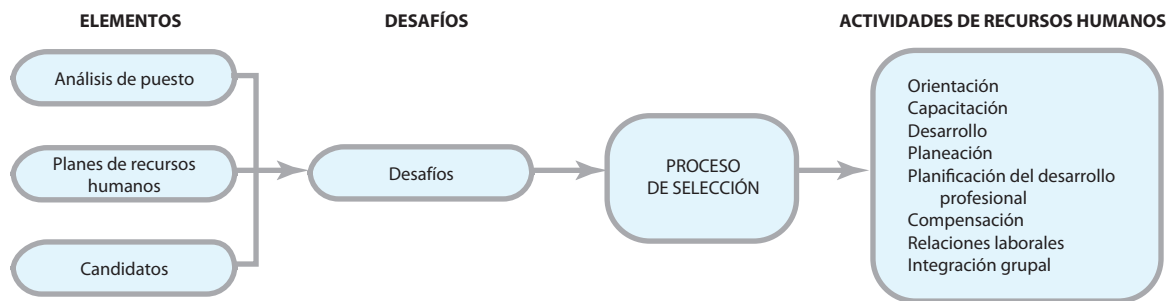 ELEMENTOS
DESAFÍOS
ACTIVIDADES DE RECURSOS HUMANOS
Análisis de puesto
Planes de recursos
humanos
Candidatos
Desafíos
PROCESO
DE SELECCIÓN
Orientación
Capacitación
Desarrollo
Planeación
Planificación del desarrollo
profesional
Compensación
Relaciones laborales
Integración grupal